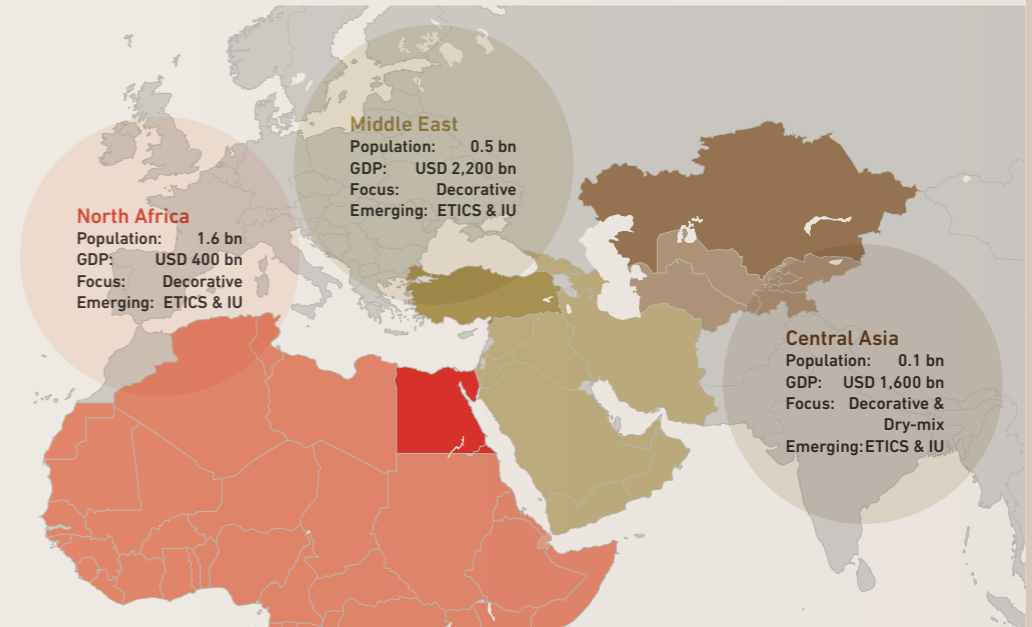 Middle East
Population: 0.5 bn
GDP: USD 2,200 bn
Focus: Decorative
Emerging: ETICS & IU
North Africa
Population: 1.6 bn
GDP: USD 400 bn
Focus: Decorative
Emerging: ETICS & IU
Central Asia
Population: 0.1 bn
GDP: USD 1,600 bn
Focus: Decorative &
Dry-mix
Emerging: ETICS & IU